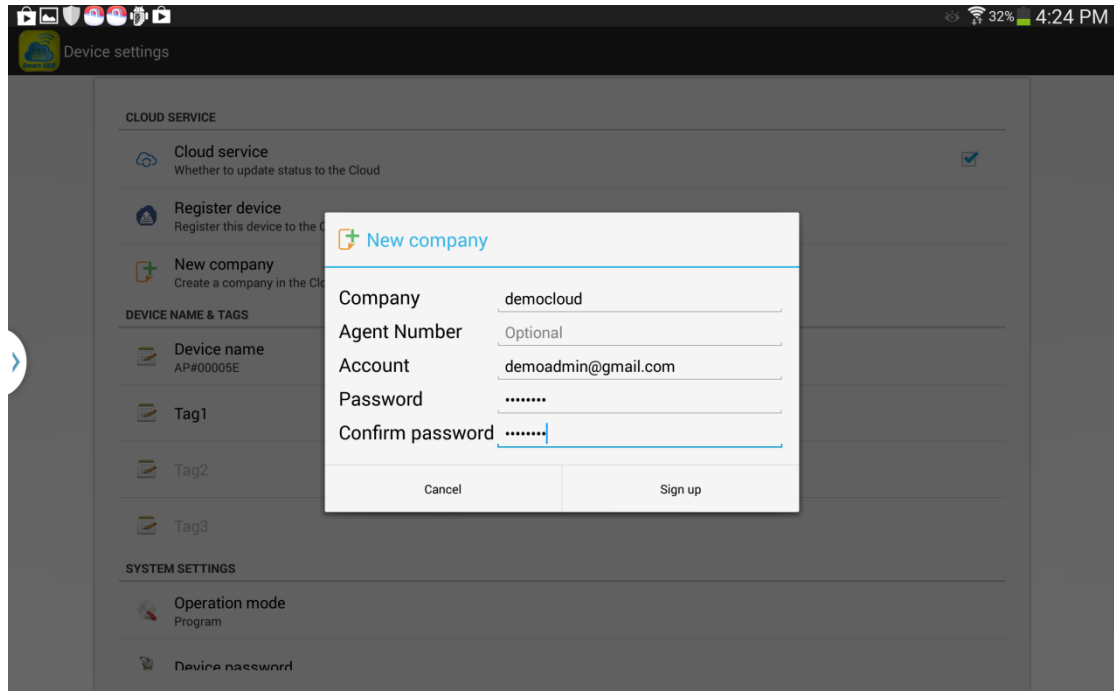 32% 4:24 PM
Device settings
CLOUD SERVICE
Cloud service
Whether to update status to the Cloud
Register device
Register this device to the
New company
Create a company in the
New company
Company democloud
Agent Number Optional
Account demoadmin@gmail.com
Password ••••••••
Confirm password ••••••••
Cancel Sign up
DEVICE NAME & TAGS
Device name
AP#00005E
Tag1
Tag2
Tag3
SYSTEM SETTINGS
Operation mode
Program
Device password